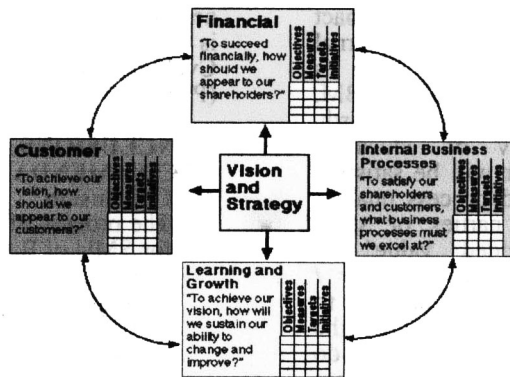 Financial
"To succeed
financially, how
should we
appear to our
shareholders?"
Objectives
Measures
Targets
Initiatives
Customer
"To achieve our
vision, how
should we
appear to our
customers?"
Objectives
Measures
Targets
Initiatives
Vision
and
Strategy
Internal Business
Processes
"To satisfy our
shareholders
and customers,
what business
processes must
we excel at?"
Objectives
Measures
Targets
Initiatives
Learning and
Growth
"To achieve our
vision, how will
we sustain our
ability to
change and
improve?"
Objectives
Measures
Targets
Initiatives